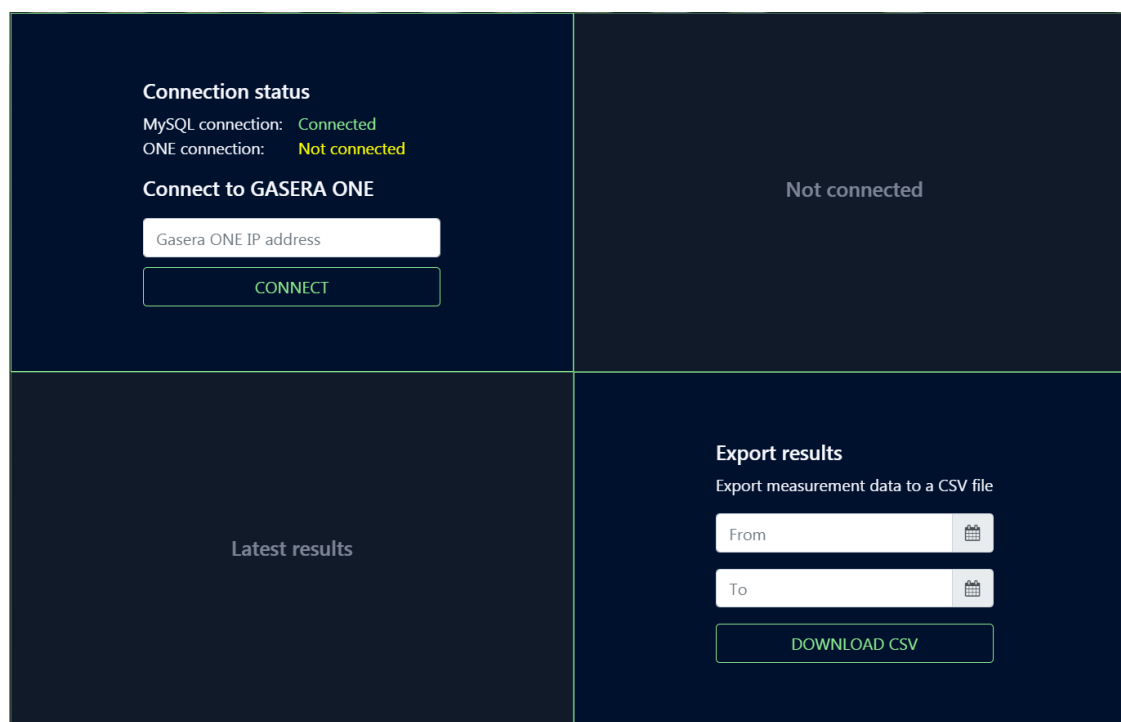 Connection status
MySQL connection: Connected
ONE connection: Not connected
Connect to GASERA ONE
Gasera ONE IP address
CONNECT
Not connected
Latest results
Export results
Export measurement data to a CSV file
From
To
DOWNLOAD CSV